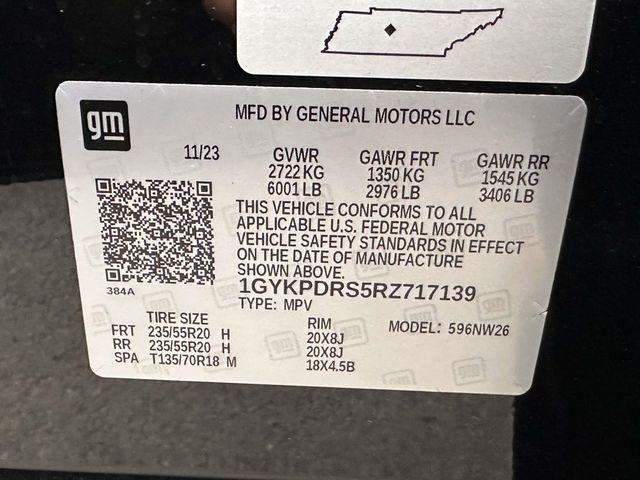 gm
MFD BY GENERAL MOTORS LLC
11/23 GVWR GAWR FRT GAWR RR
2722 KG 1350 KG 1545 KG
6001 LB 2976 LB 3406 LB
THIS VEHICLE CONFORMS TO ALL
APPLICABLE U.S. FEDERAL MOTOR
VEHICLE SAFETY STANDARDS IN EFFECT
ON THE DATE OF MANUFACTURE
SHOWN ABOVE.
384A
1GYKPDRS5RZ717139
TYPE: MPV
TIRE SIZE RIM MODEL: 596NW26
FRT 235/55R20 H 20X8J
RR 235/55R20 H 20X8J
SPA T135/70R18 M 18X4.5B